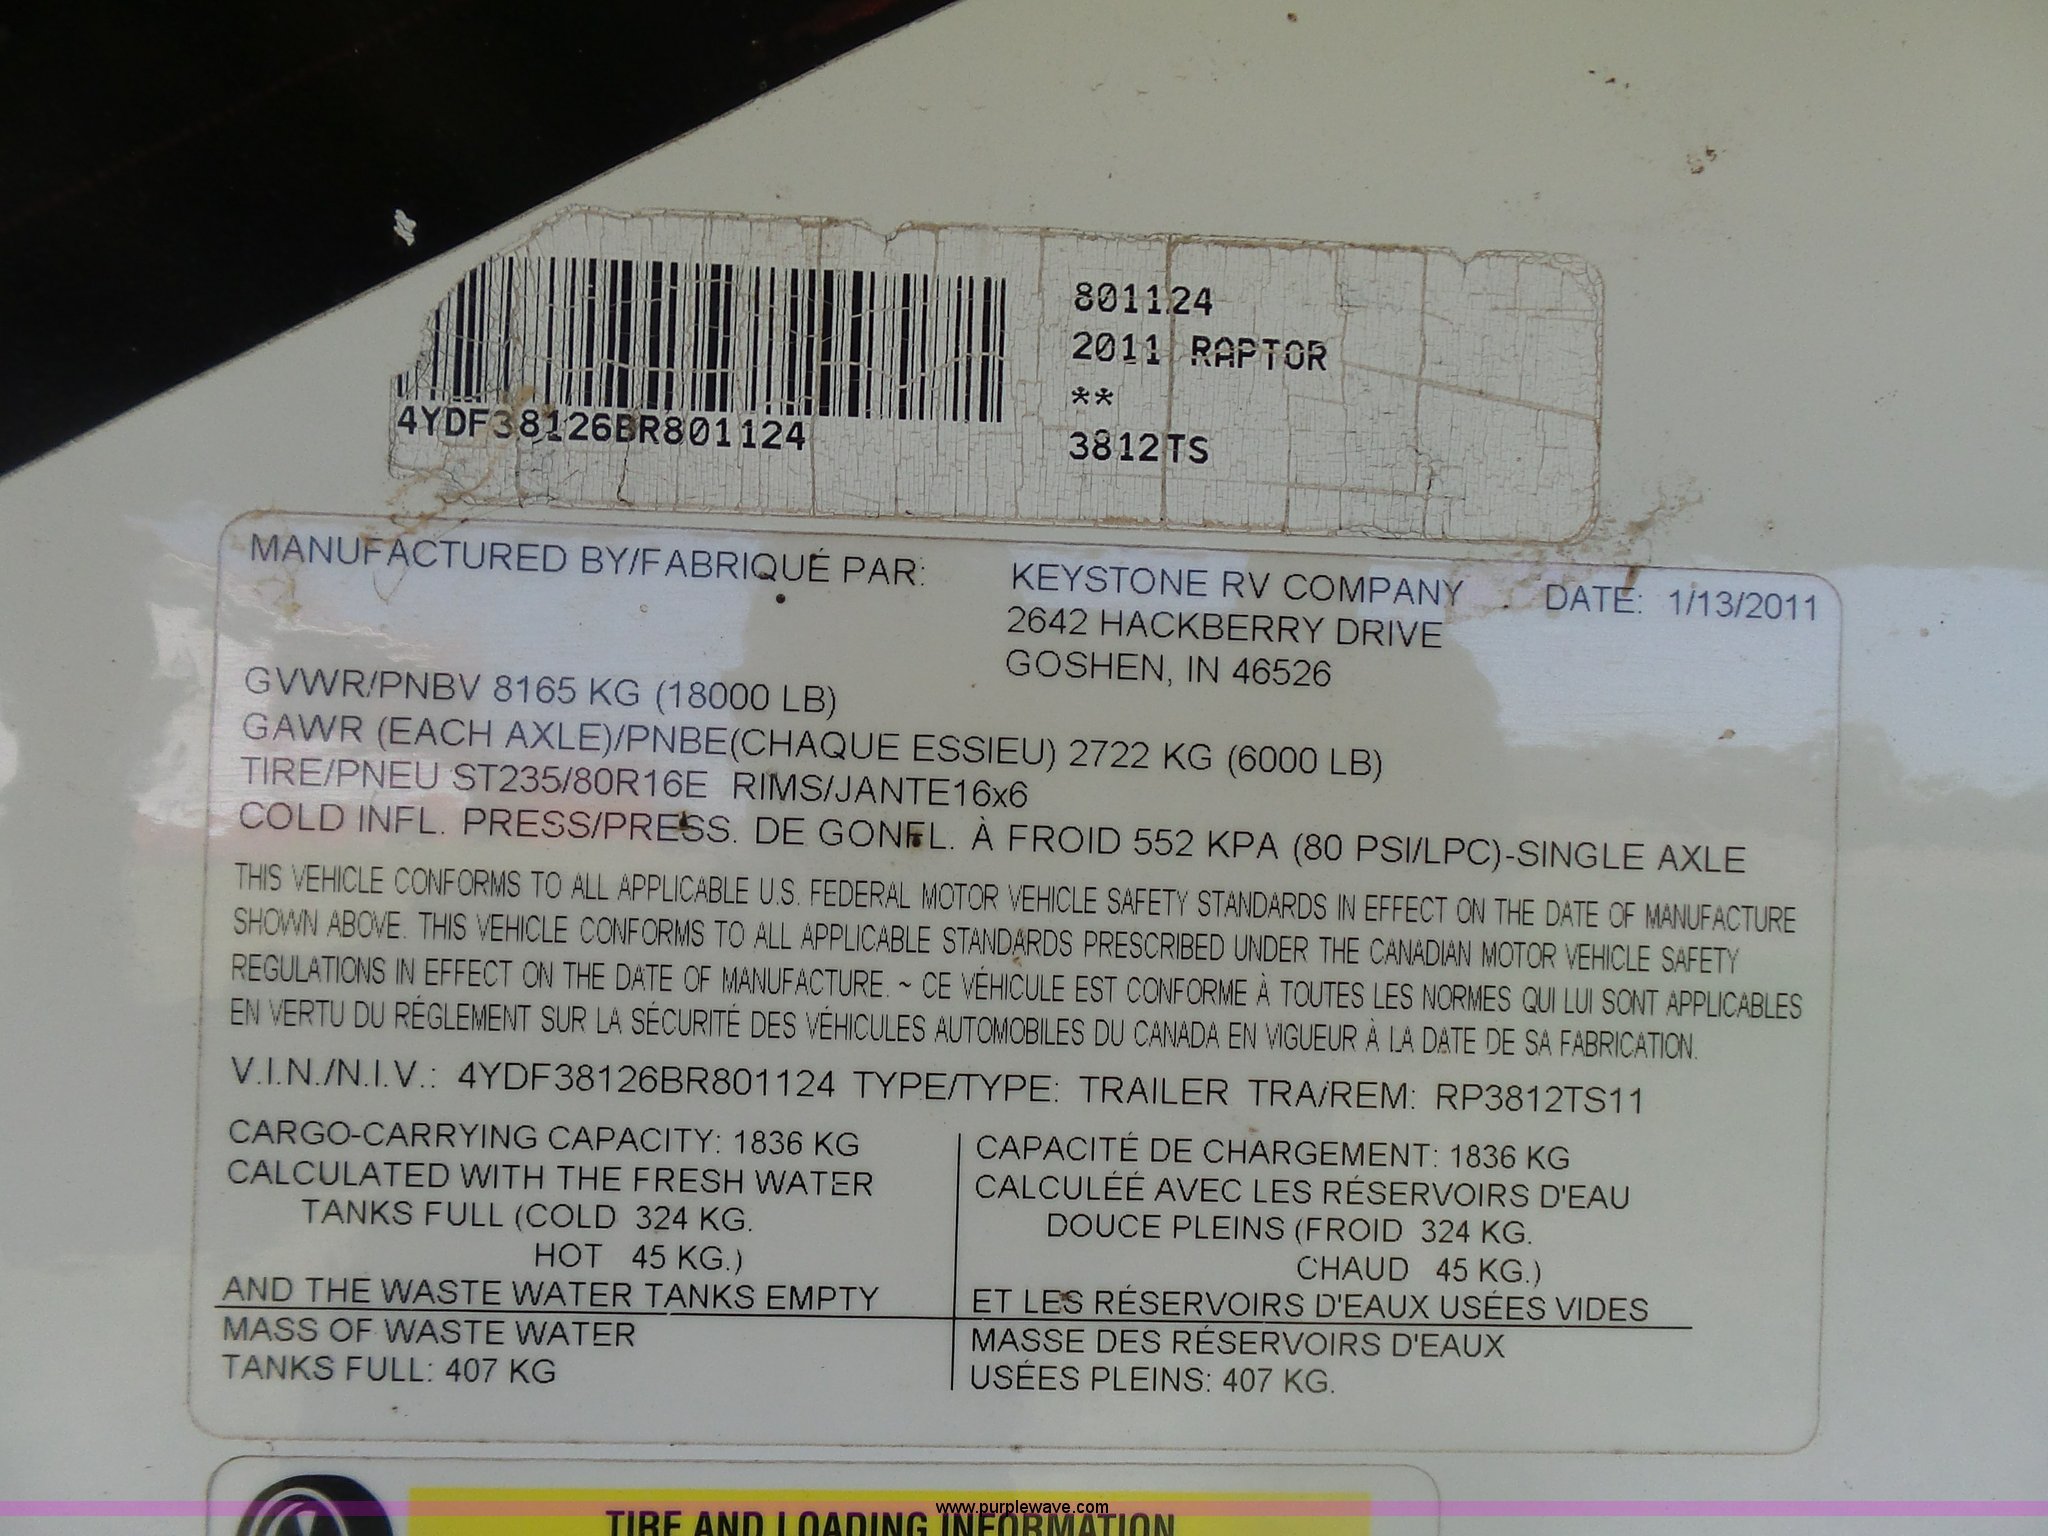 801124
2011 RAPTOR
**
4YDF38126BR801124
3812TS
MANUFACTURED BY/FABRIQUÉ PAR: KEYSTONE RV COMPANY DATE: 1/13/2011
2642 HACKBERRY DRIVE
GOSHEN, IN 46526
GVWR/PNBV 8165 KG (18000 LB)
GAWR (EACH AXLE)/PNBE(CHAQUE ESSIEU) 2722 KG (6000 LB)
TIRE/PNEU ST235/80R16E RIMS/JANTE16x6
COLD INFL. PRESS/PRESS. DE GONFL. À FROID 552 KPA (80 PSI/LPC)-SINGLE AXLE
THIS VEHICLE CONFORMS TO ALL APPLICABLE U.S. FEDERAL MOTOR VEHICLE SAFETY STANDARDS IN EFFECT ON THE DATE OF MANUFACTURE
SHOWN ABOVE. THIS VEHICLE CONFORMS TO ALL APPLICABLE STANDARDS PRESCRIBED UNDER THE CANADIAN MOTOR VEHICLE SAFETY
REGULATIONS IN EFFECT ON THE DATE OF MANUFACTURE. ~ CE VÉHICULE EST CONFORME À TOUTES LES NORMES QUI LUI SONT APPLICABLES
EN VERTU DU RÉGLEMENT SUR LA SÉCURITÉ DES VÉHICULES AUTOMOBILES DU CANADA EN VIGUEUR À LA DATE DE SA FABRICATION.
V.I.N./N.I.V.: 4YDF38126BR801124 TYPE/TYPE: TRAILER TRA/REM: RP3812TS11
CARGO-CARRYING CAPACITY: 1836 KG
CALCULATED WITH THE FRESH WATER
TANKS FULL (COLD 324 KG.
HOT 45 KG.)
AND THE WASTE WATER TANKS EMPTY
MASS OF WASTE WATER
TANKS FULL: 407 KG
CAPACITÉ DE CHARGEMENT: 1836 KG
CALCULÉÉ AVEC LES RÉSERVOIRS D'EAU
DOUCE PLEINS (FROID 324 KG.
CHAUD 45 KG.)
ET LES RÉSERVOIRS D'EAUX USÉES VIDES
MASSE DES RÉSERVOIRS D'EAUX
USÉES PLEINS: 407 KG.
TIRE AND LOADING INFORMATION
www.purplewave.com